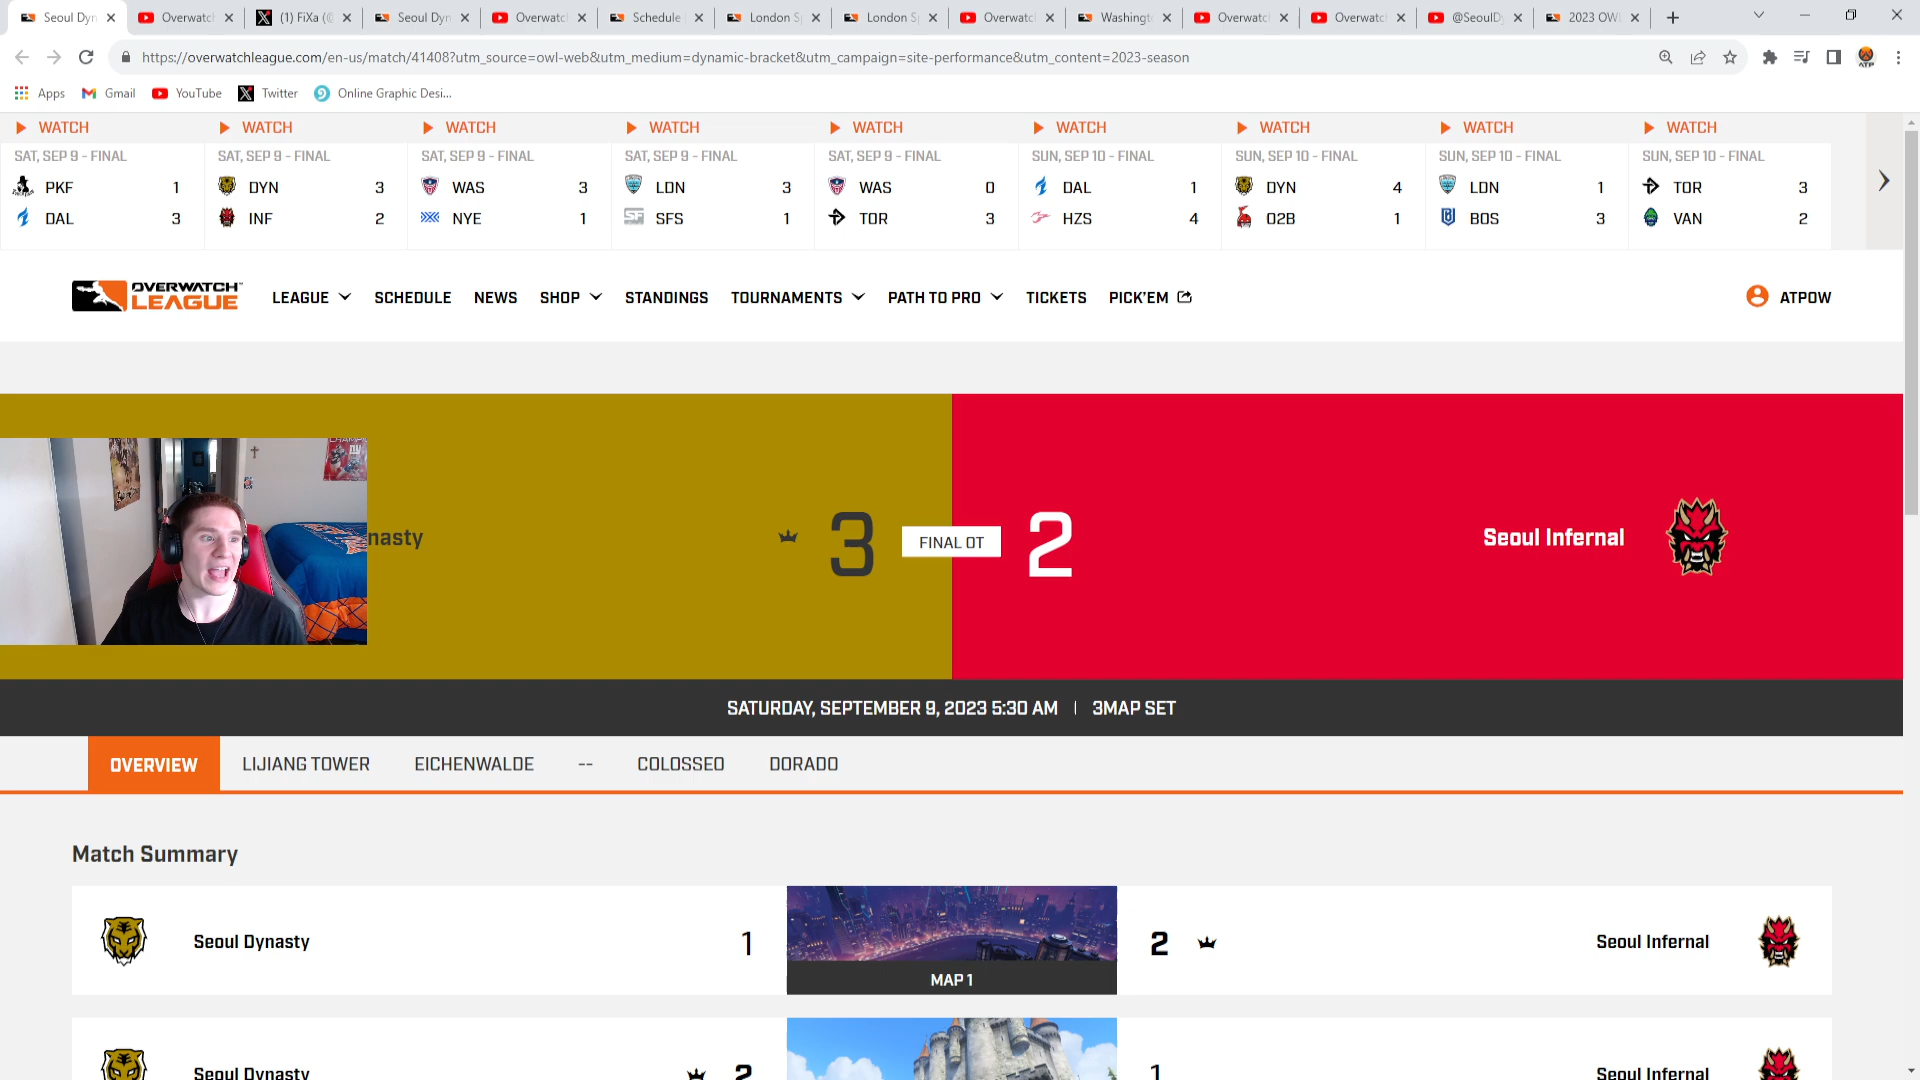 Seoul Dyn
Overwatc
(1) FiXa (@
Seoul Dyn
Overwatc
Schedule
London S
London S
Overwatc
Washingt
Overwatc
Overwatc
@SeoulD
2023 OW
https://overwatchleague.com/en-us/match/41408?utm_source=owl-web&utm_medium=dynamic-bracket&utm_campaign=site-performance&utm_content=2023-season
Apps
Gmail
YouTube
Twitter
Online Graphic Desi...
WATCH
SAT, SEP 9 - FINAL
PKF 1
DAL 3
WATCH
SAT, SEP 9 - FINAL
DYN 3
INF 2
WATCH
SAT, SEP 9 - FINAL
WAS 3
NYE 1
WATCH
SAT, SEP 9 - FINAL
LDN 3
SFS 1
WATCH
SAT, SEP 9 - FINAL
WAS 0
TOR 3
WATCH
SUN, SEP 10 - FINAL
DAL 1
HZS 4
WATCH
SUN, SEP 10 - FINAL
DYN 4
O2B 1
WATCH
SUN, SEP 10 - FINAL
LDN 1
BOS 3
WATCH
SUN, SEP 10 - FINAL
TOR 3
VAN 2
OVERWATCH
LEAGUE
LEAGUE
SCHEDULE
NEWS
SHOP
STANDINGS
TOURNAMENTS
PATH TO PRO
TICKETS
PICK'EM
ATPOW
nasty
3
FINAL OT
2
Seoul Infernal
SATURDAY, SEPTEMBER 9, 2023 5:30 AM | 3MAP SET
OVERVIEW
LIJIANG TOWER
EICHENWALDE
--
COLOSSEO
DORADO
Match Summary
Seoul Dynasty 1
MAP 1
2 Seoul Infernal
Seoul Dynasty 2
1 Seoul Infernal